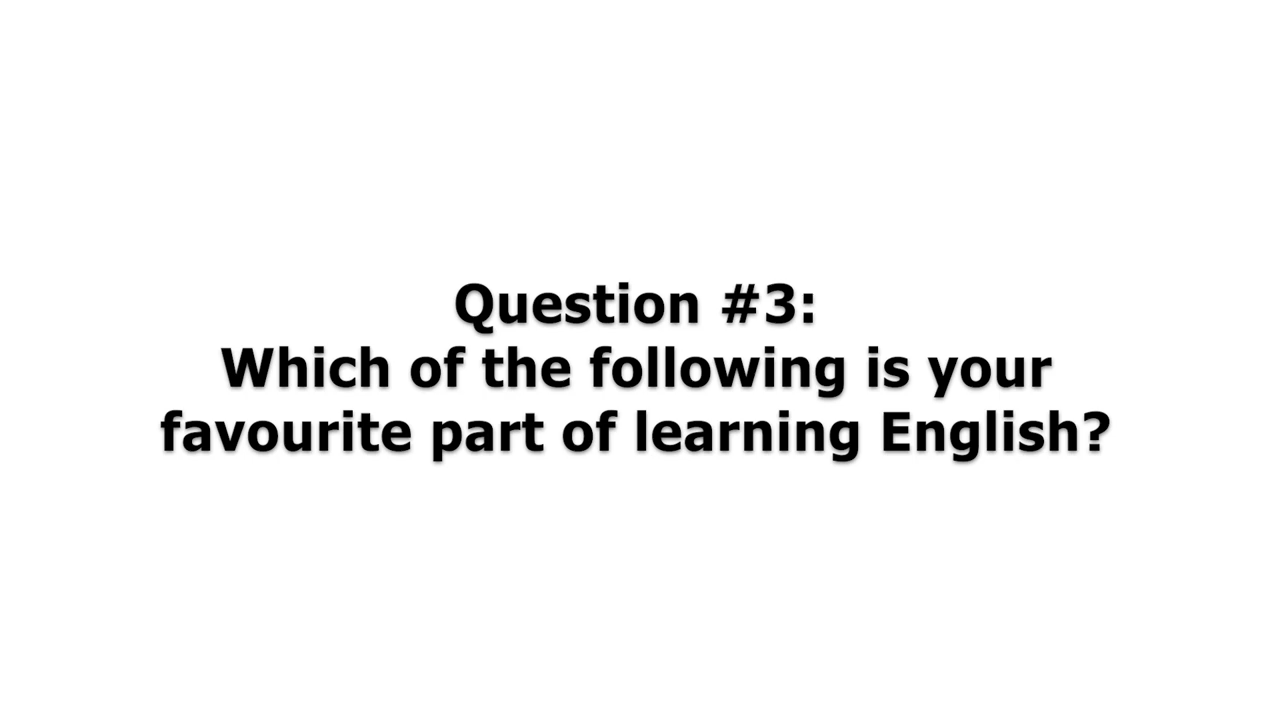 Question #3:
Which of the following is your
favourite part of learning English?